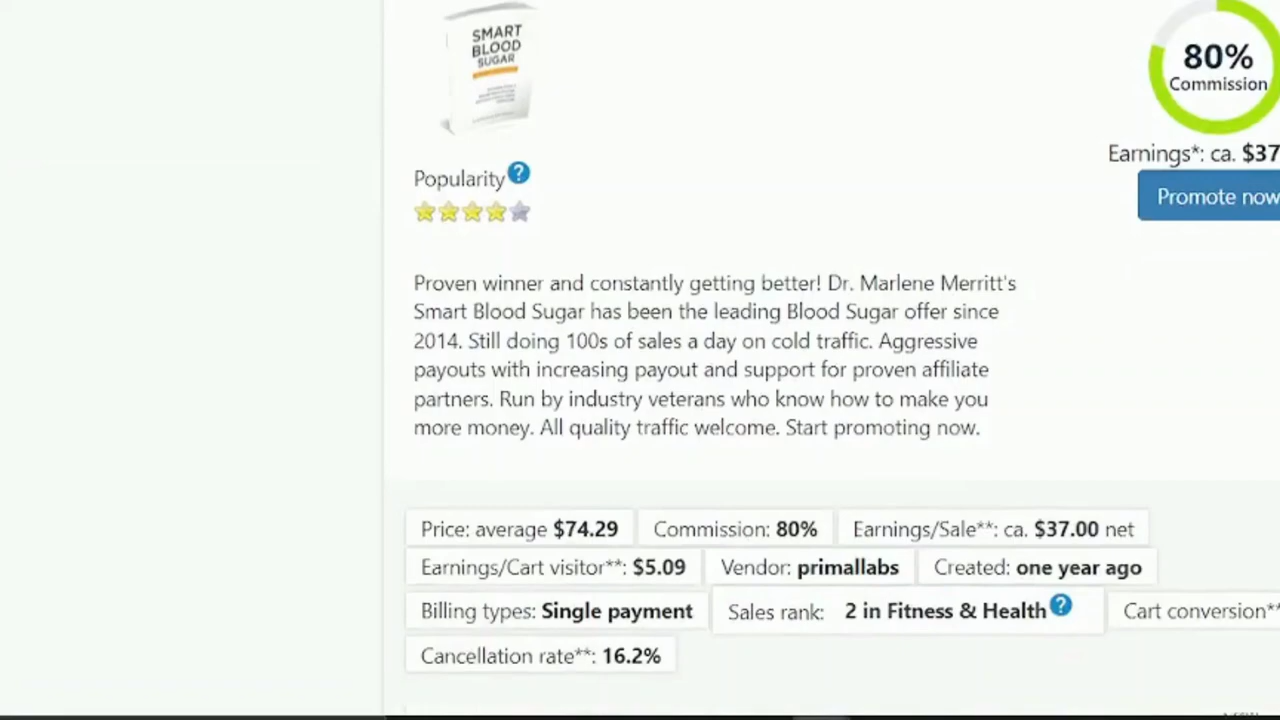 SMART
BLOOD
SUGAR
80%
Commission
Earnings*: ca. $37
Promote now
Popularity ?
Proven winner and constantly getting better! Dr. Marlene Merritt's
Smart Blood Sugar has been the leading Blood Sugar offer since
2014. Still doing 100s of sales a day on cold traffic. Aggressive
payouts with increasing payout and support for proven affiliate
partners. Run by industry veterans who know how to make you
more money. All quality traffic welcome. Start promoting now.
Price: average $74.29 Commission: 80% Earnings/Sale**: ca. $37.00 net
Earnings/Cart visitor**: $5.09 Vendor: primallabs Created: one year ago
Billing types: Single payment Sales rank: 2 in Fitness & Health ? Cart conversion**
Cancellation rate**: 16.2%